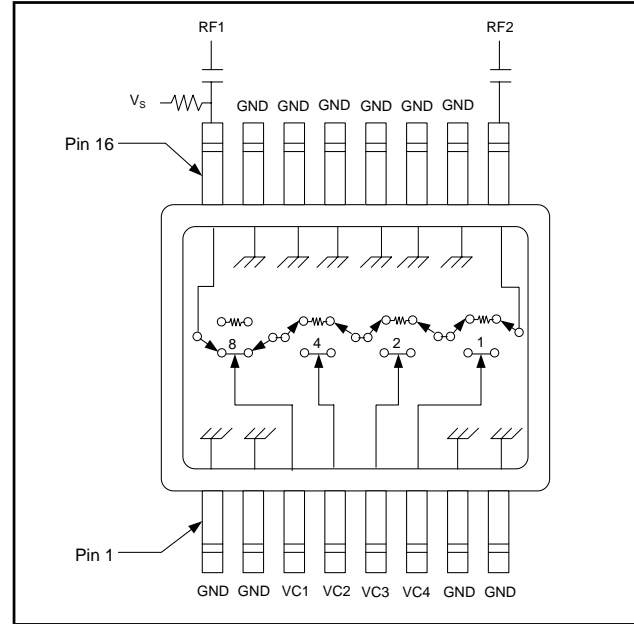 RF1 RF2
V_S
GND GND GND GND GND GND
Pin 16
8 4 2 1
Pin 1
GND GND VC1 VC2 VC3 VC4 GND GND